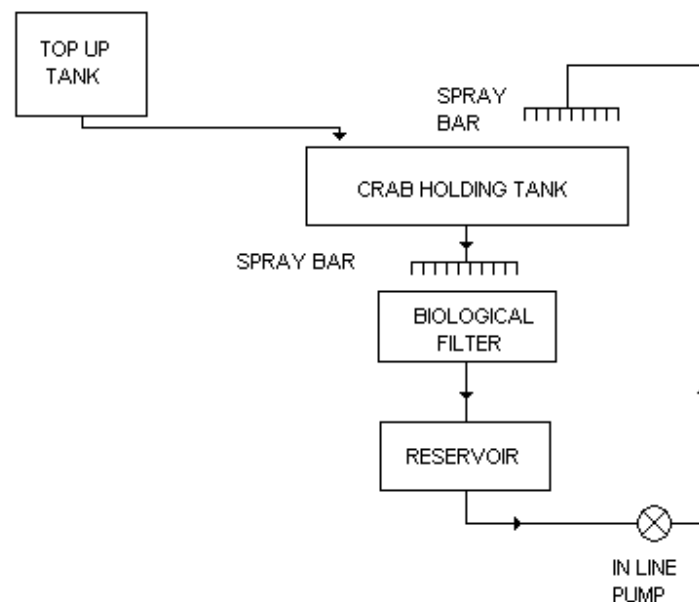 TOP UP
TANK
SPRAY
BAR
CRAB HOLDING TANK
SPRAY BAR
BIOLOGICAL
FILTER
RESERVOIR
IN LINE
PUMP